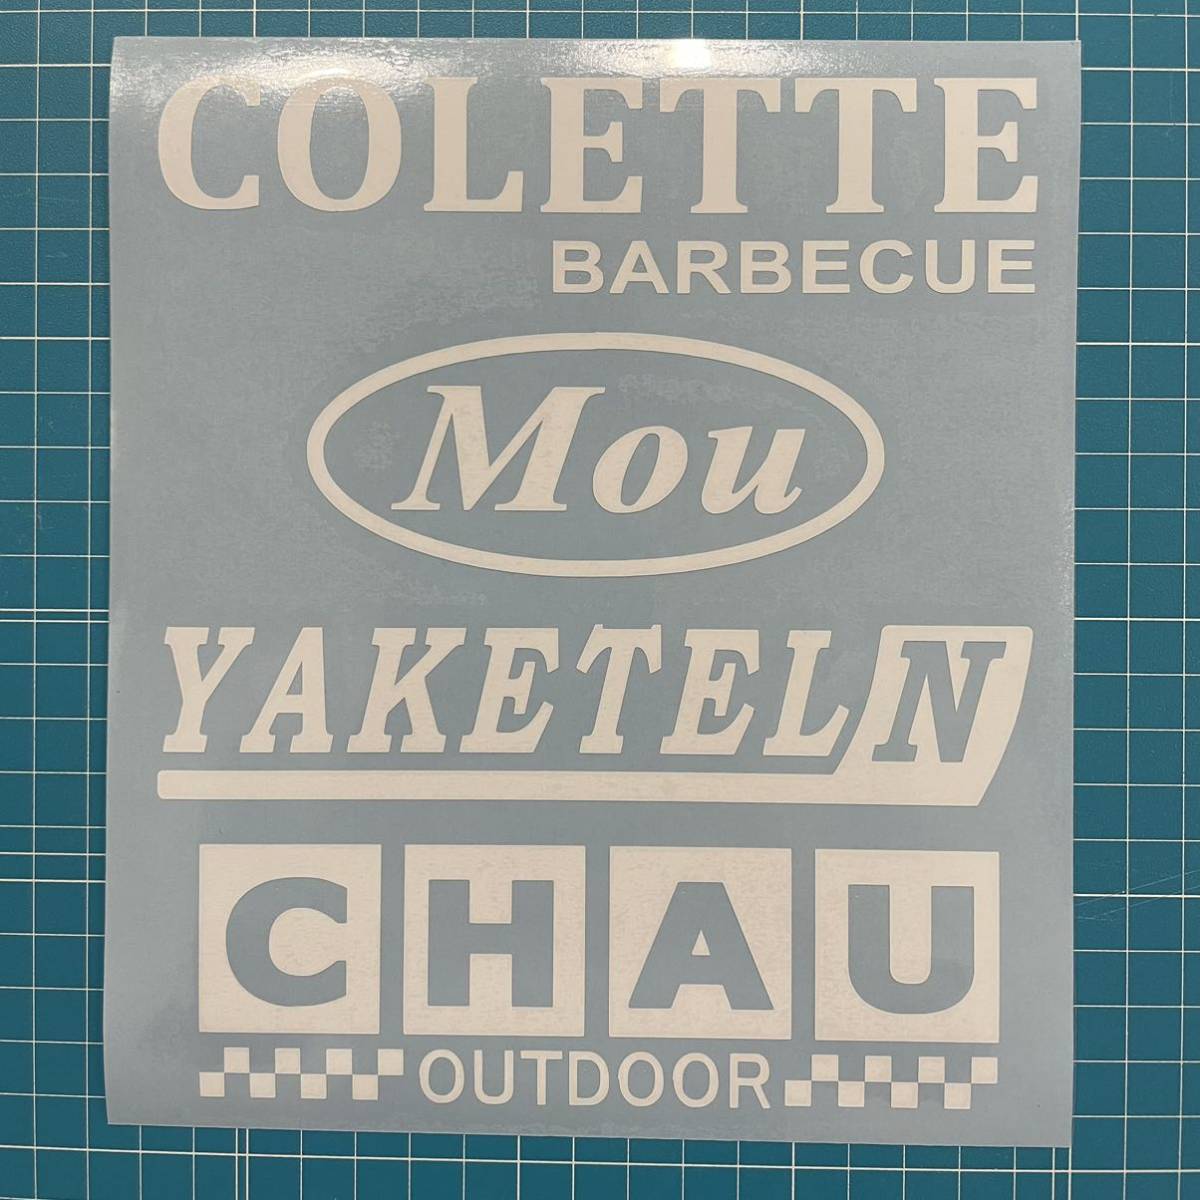 COLETTE
BARBECUE
Mou
YAKETELN
CHAU
OUTDOOR